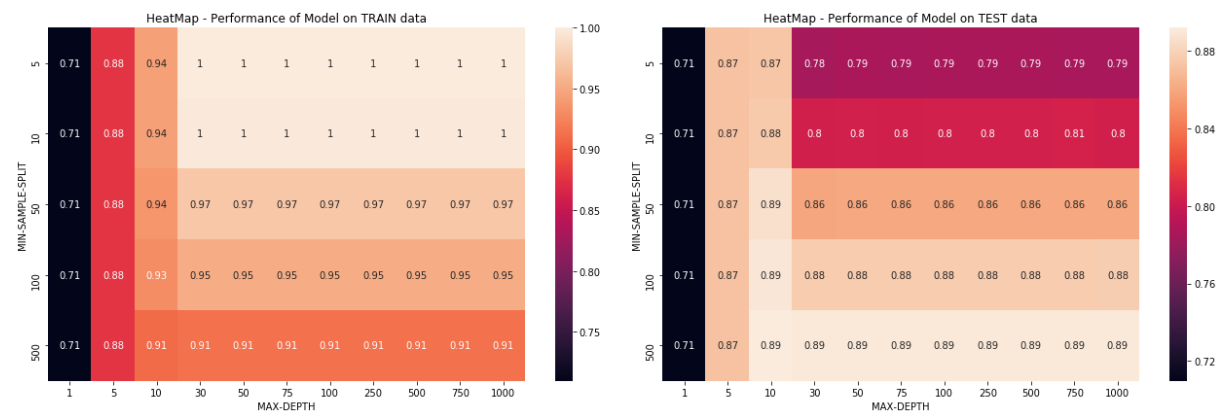 HeatMap - Performance of Model on TRAIN data
MIN-SAMPLE-SPLIT
5 0.71 0.88 0.94 1 1 1 1 1 1 1 1
10 0.71 0.88 0.94 1 1 1 1 1 1 1 1
50 0.71 0.88 0.94 0.97 0.97 0.97 0.97 0.97 0.97 0.97 0.97
100 0.71 0.88 0.93 0.95 0.95 0.95 0.95 0.95 0.95 0.95 0.95
500 0.71 0.88 0.91 0.91 0.91 0.91 0.91 0.91 0.91 0.91 0.91
1 5 10 30 50 75 100 250 500 750 1000
MAX-DEPTH
1.00
0.95
0.90
0.85
0.80
0.75
HeatMap - Performance of Model on TEST data
MIN-SAMPLE-SPLIT
5 0.71 0.87 0.87 0.78 0.79 0.79 0.79 0.79 0.79 0.79 0.79
10 0.71 0.87 0.88 0.8 0.8 0.8 0.8 0.8 0.8 0.81 0.8
50 0.71 0.87 0.89 0.86 0.86 0.86 0.86 0.86 0.86 0.86 0.86
100 0.71 0.87 0.89 0.88 0.88 0.88 0.88 0.88 0.88 0.88 0.88
500 0.71 0.87 0.89 0.89 0.89 0.89 0.89 0.89 0.89 0.89 0.89
1 5 10 30 50 75 100 250 500 750 1000
MAX-DEPTH
0.88
0.84
0.80
0.76
0.72